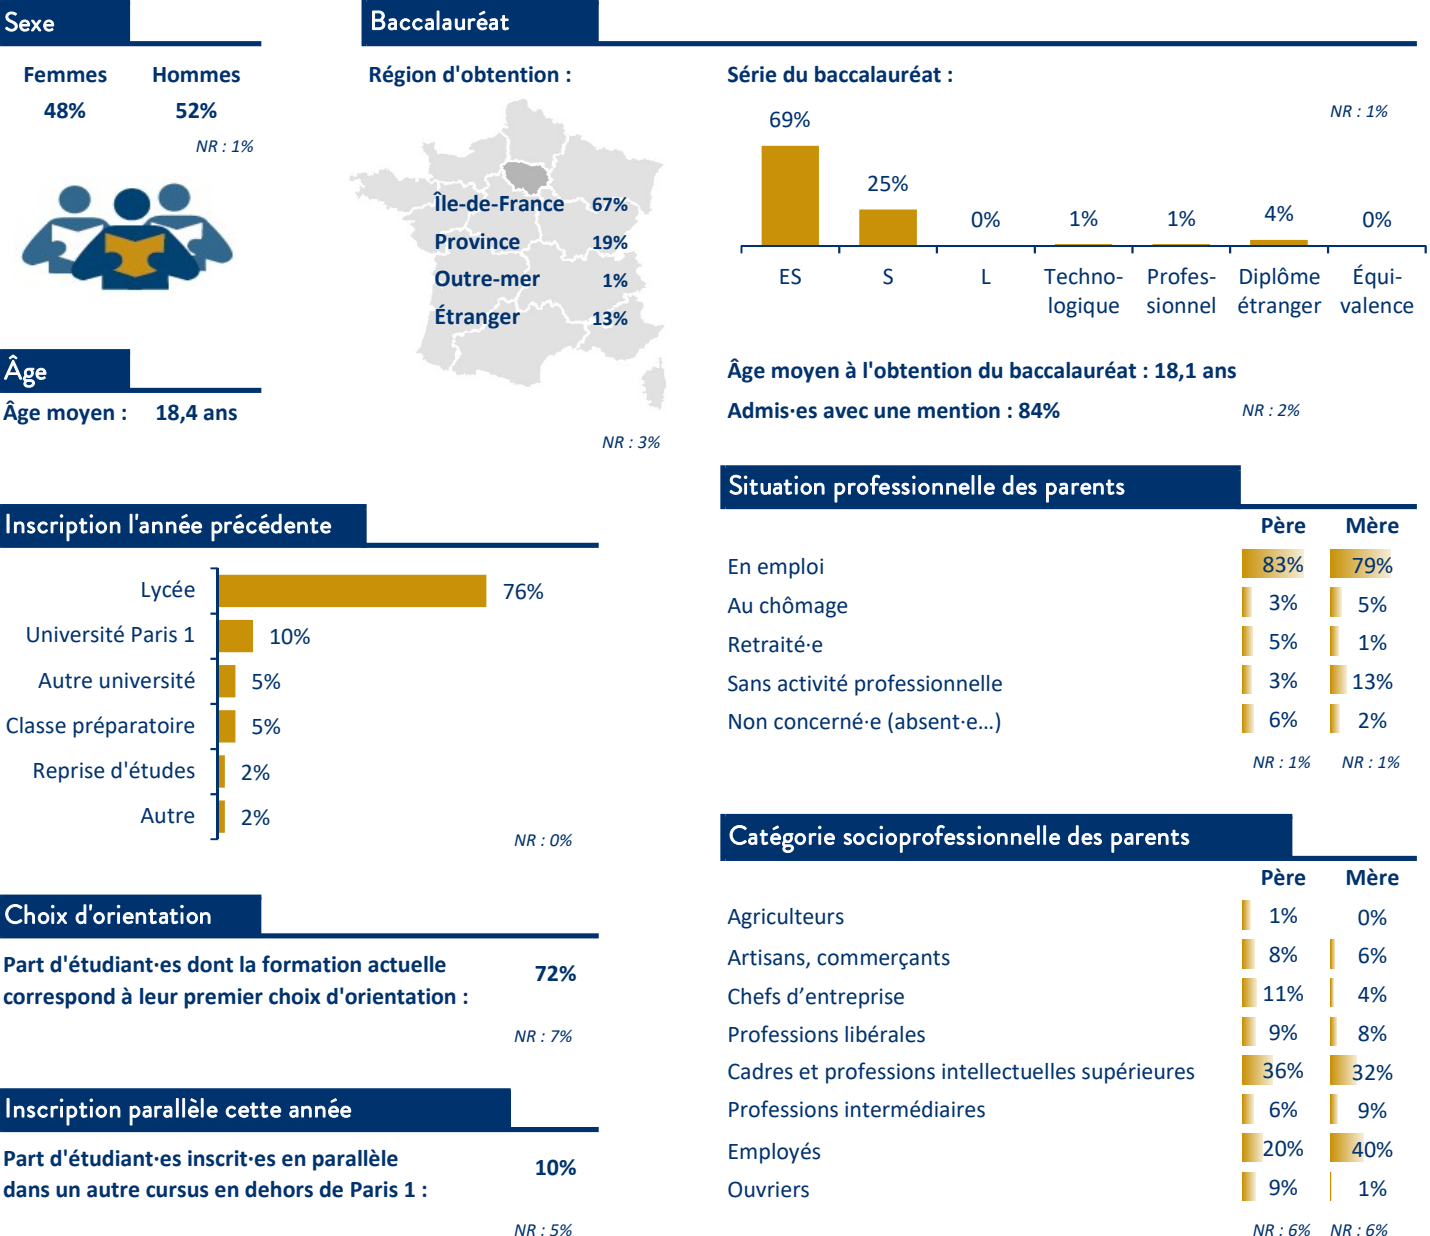 Sexe
Femmes Hommes
48% 52%
NR : 1%
Âge
Âge moyen : 18,4 ans
Baccalauréat
Région d'obtention :
Île-de-France 67%
Province 19%
Outre-mer 1%
Étranger 13%
NR : 3%
Série du baccalauréat :
NR : 1%
69% 25% 0% 1% 1% 4% 0%
ES S L Techno- Profes- Diplôme Équi-
logique sionnel étranger valence
Âge moyen à l'obtention du baccalauréat : 18,1 ans
Admis·es avec une mention : 84% NR : 2%
Inscription l'année précédente
Lycée 76%
Université Paris 1 10%
Autre université 5%
Classe préparatoire 5%
Reprise d'études 2%
Autre 2%
NR : 0%
Choix d'orientation
Part d'étudiant·es dont la formation actuelle
correspond à leur premier choix d'orientation : 72%
NR : 7%
Inscription parallèle cette année
Part d'étudiant·es inscrit·es en parallèle
dans un autre cursus en dehors de Paris 1 : 10%
NR : 5%
Situation professionnelle des parents
Père Mère
En emploi 83% 79%
Au chômage 3% 5%
Retraité·e 5% 1%
Sans activité professionnelle 3% 13%
Non concerné·e (absent·e...) 6% 2%
NR : 1% NR : 1%
Catégorie socioprofessionnelle des parents
Père Mère
Agriculteurs 1% 0%
Artisans, commerçants 8% 6%
Chefs d’entreprise 11% 4%
Professions libérales 9% 8%
Cadres et professions intellectuelles supérieures 36% 32%
Professions intermédiaires 6% 9%
Employés 20% 40%
Ouvriers 9% 1%
NR : 6% NR : 6%